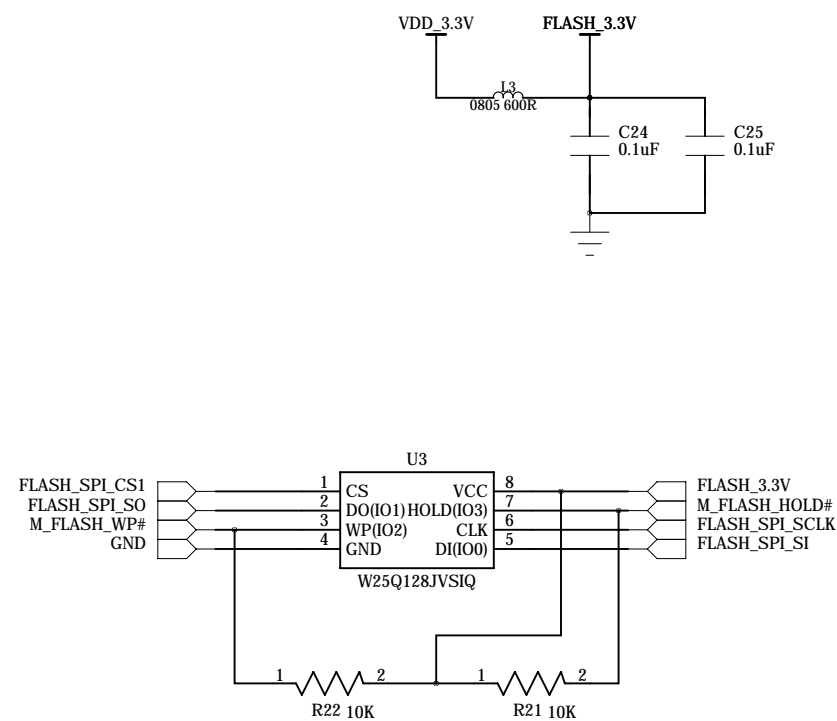 VDD_3.3V
FLASH_3.3V
L3
0805 600R
C24
0.1uF
C25
0.1uF
U3
FLASH_SPI_CS1
1
CS
VCC
8
FLASH_3.3V
FLASH_SPI_SO
2
DO(IO1)
HOLD(IO3)
7
M_FLASH_HOLD#
M_FLASH_WP#
3
WP(IO2)
CLK
6
FLASH_SPI_SCLK
GND
4
GND
DI(IO0)
5
FLASH_SPI_SI
W25Q128JVSIQ
1
2
1
2
R22 10K
R21 10K